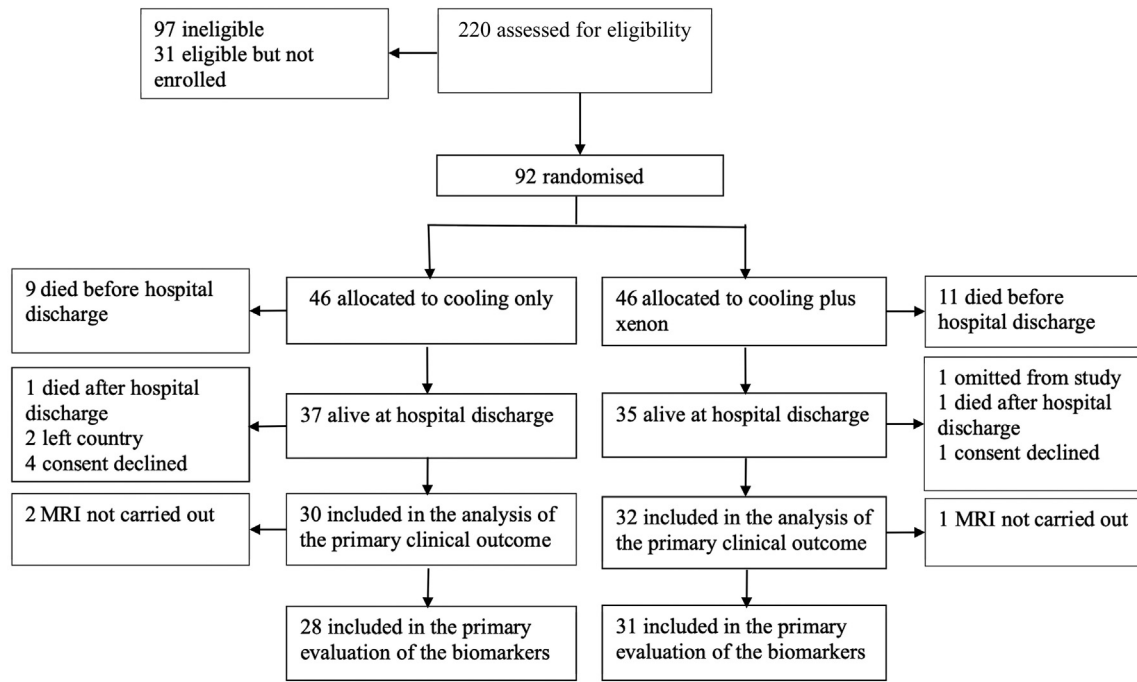 97 ineligible
31 eligible but not
enrolled
220 assessed for eligibility
92 randomised
9 died before hospital
discharge
46 allocated to cooling only
46 allocated to cooling plus
xenon
11 died before
hospital discharge
1 died after hospital
discharge
2 left country
4 consent declined
37 alive at hospital discharge
35 alive at hospital discharge
1 omitted from study
1 died after hospital
discharge
1 consent declined
2 MRI not carried out
30 included in the analysis of
the primary clinical outcome
32 included in the analysis of
the primary clinical outcome
1 MRI not carried out
28 included in the primary
evaluation of the biomarkers
31 included in the primary
evaluation of the biomarkers